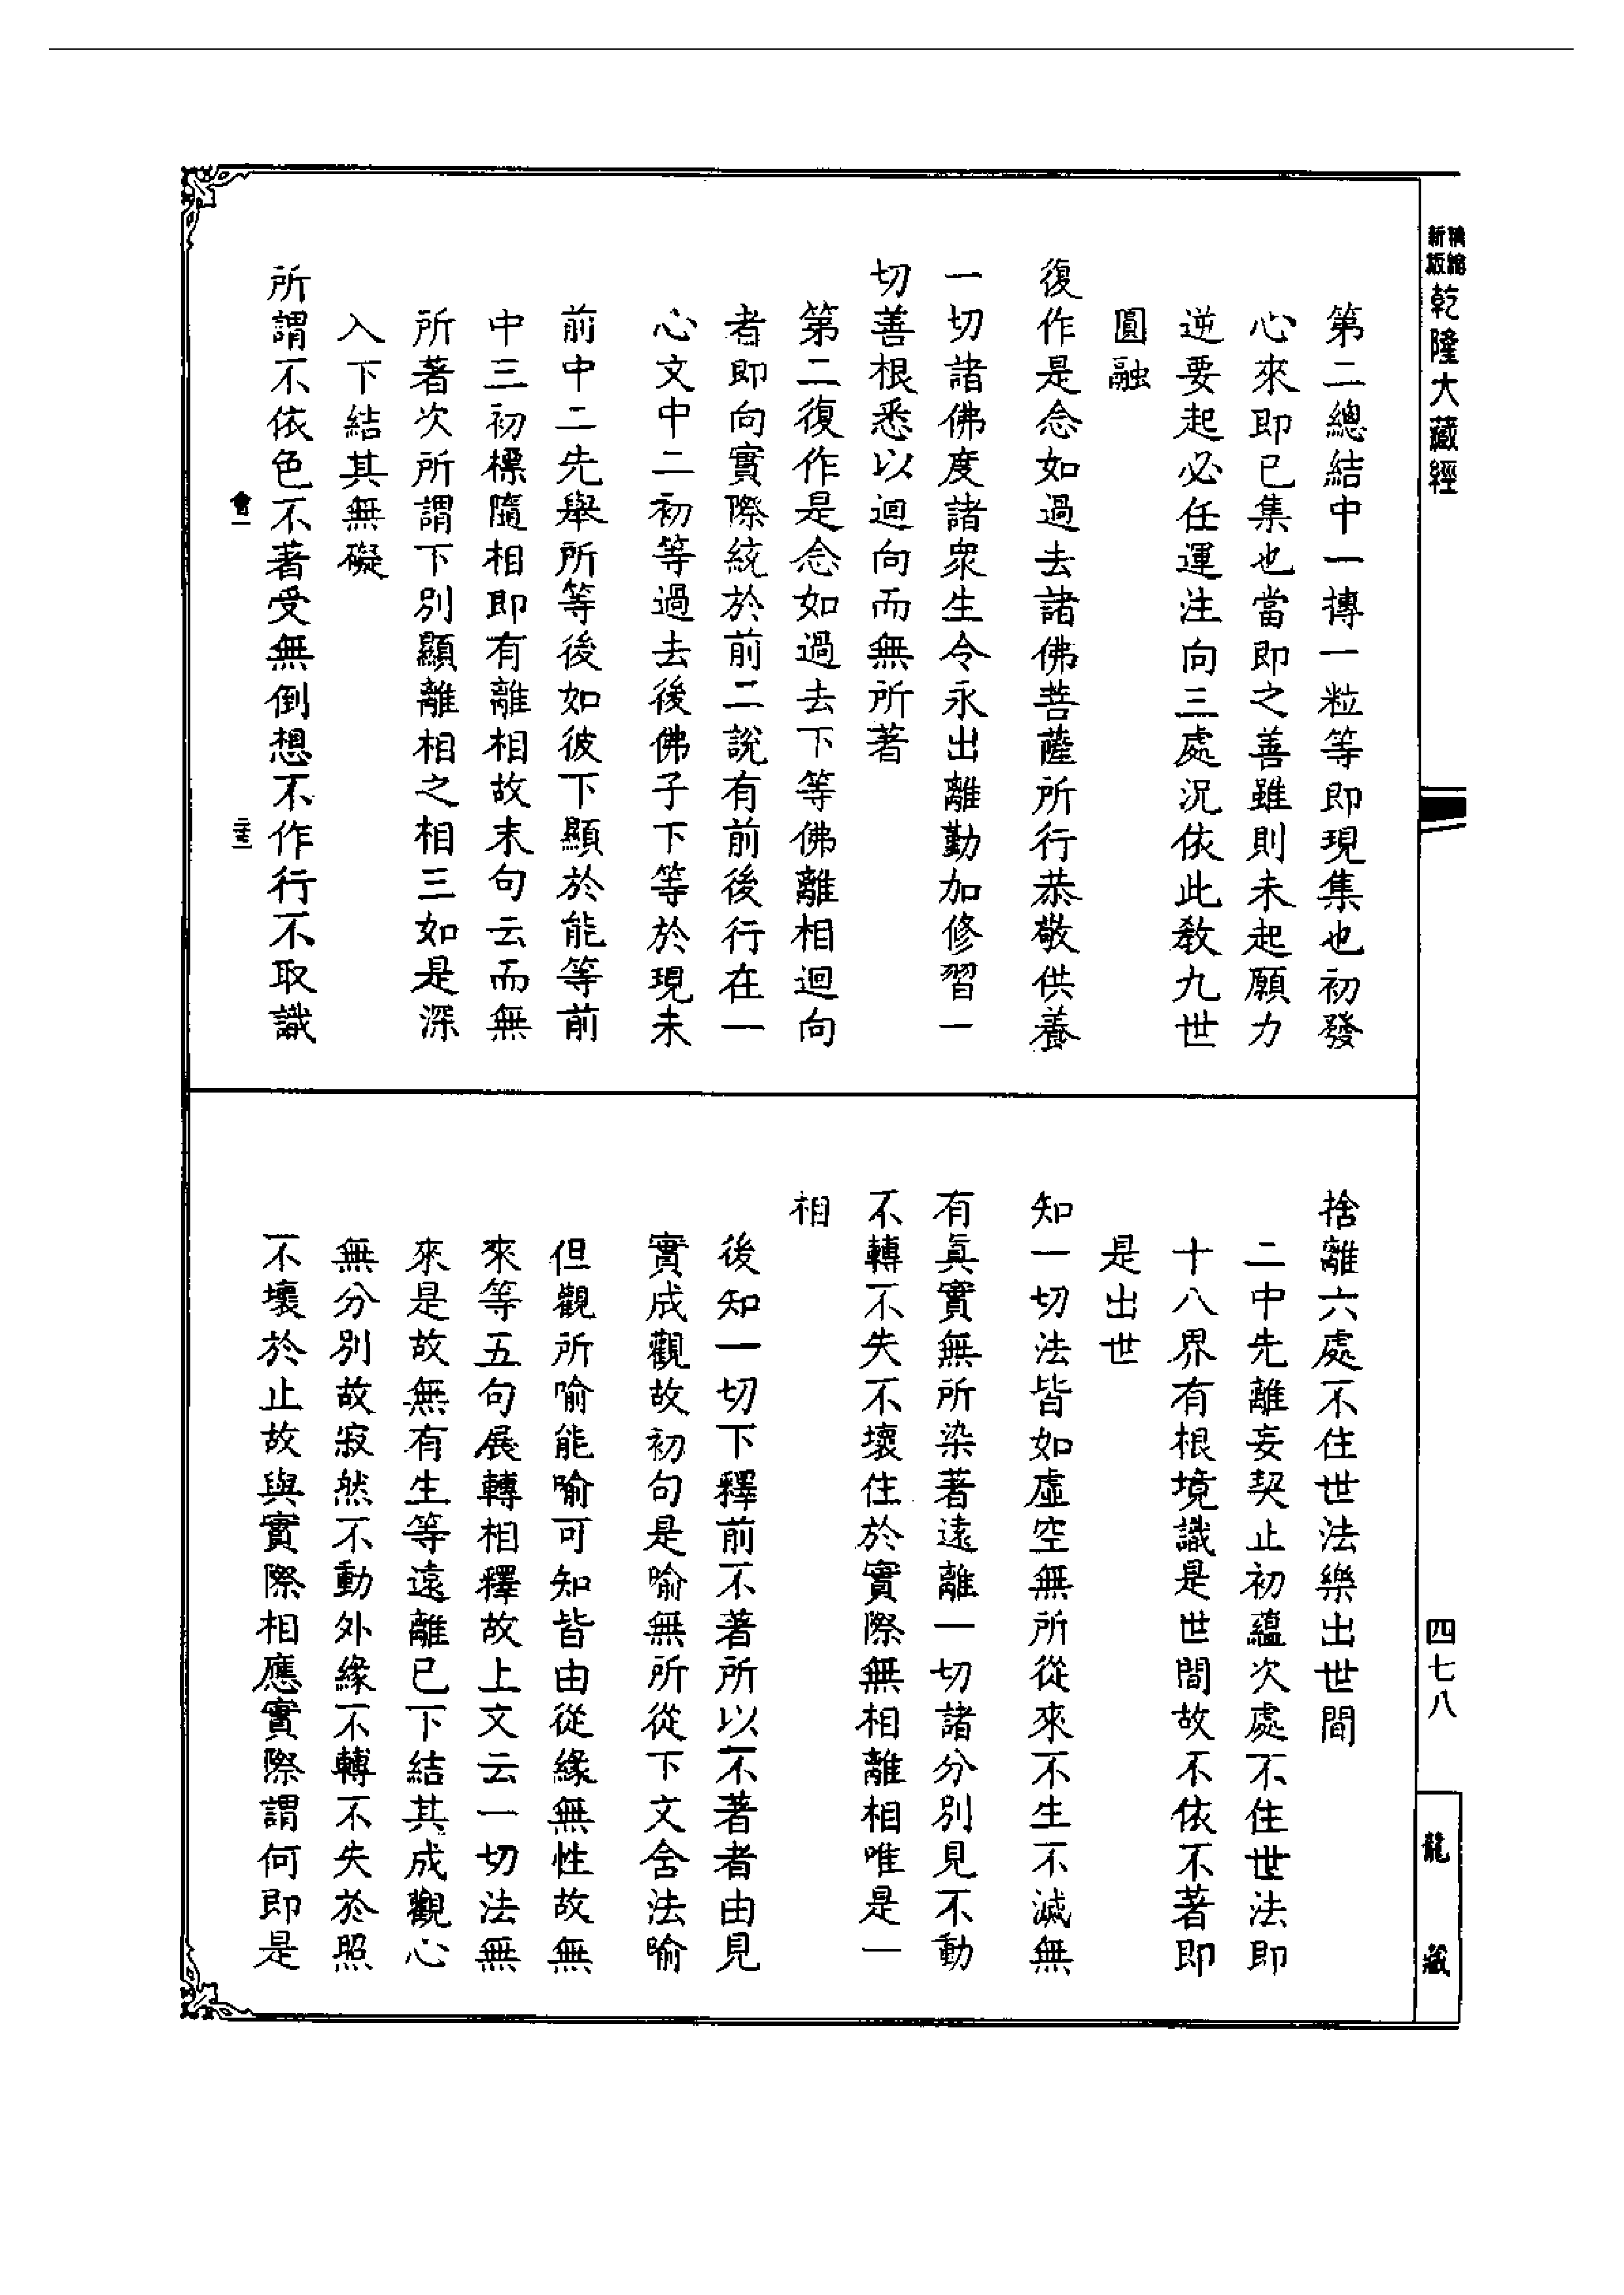 新版
精縮
乾隆大藏經
第二總結中一摶一粒等即現集也初發
心來即已集也當即之善雖則未起願力
逆要起必任運注向三處況依此教九世
圓融
復作是念如過去諸佛菩薩所行恭敬供養
一切諸佛度諸眾生令永出離勤加修習一
切善根悉以迴向而無所著
第二復作是念如過去下等佛離相迴向
者即向實際統於前二說有前後行在一
心文中二初等過去後佛子下等於現未
前中二先舉所等後如彼下顯於能等前
中三初標隨相即有離相故末句云而無
所著次所謂下別顯離相之相三如是深
入下結其無礙
所謂不依色不著受無倒想不作行不取識
會一
捨離六處不住世法樂出世間
二中先離妄契止初蘊次處不住世法即
十八界有根境識是世間故不依不著即
是出世
知一切法皆如虛空無所從來不生不滅無
有真實無所染著遠離一切諸分別見不動
不轉不失不壞住於實際無相離相唯是一
相
後知一切下釋前不著所以不著者由見
實成觀故初句是喻無所從下文含法喻
但觀所喻能喻可知皆由從緣無性故無
來等五句展轉相釋故上文云一切法無
來是故無有生等遠離已下結其成觀心
無分別故寂然不動外緣不轉不失於照
不壞於止故與實際相應實際謂何即是
四七八
龍藏